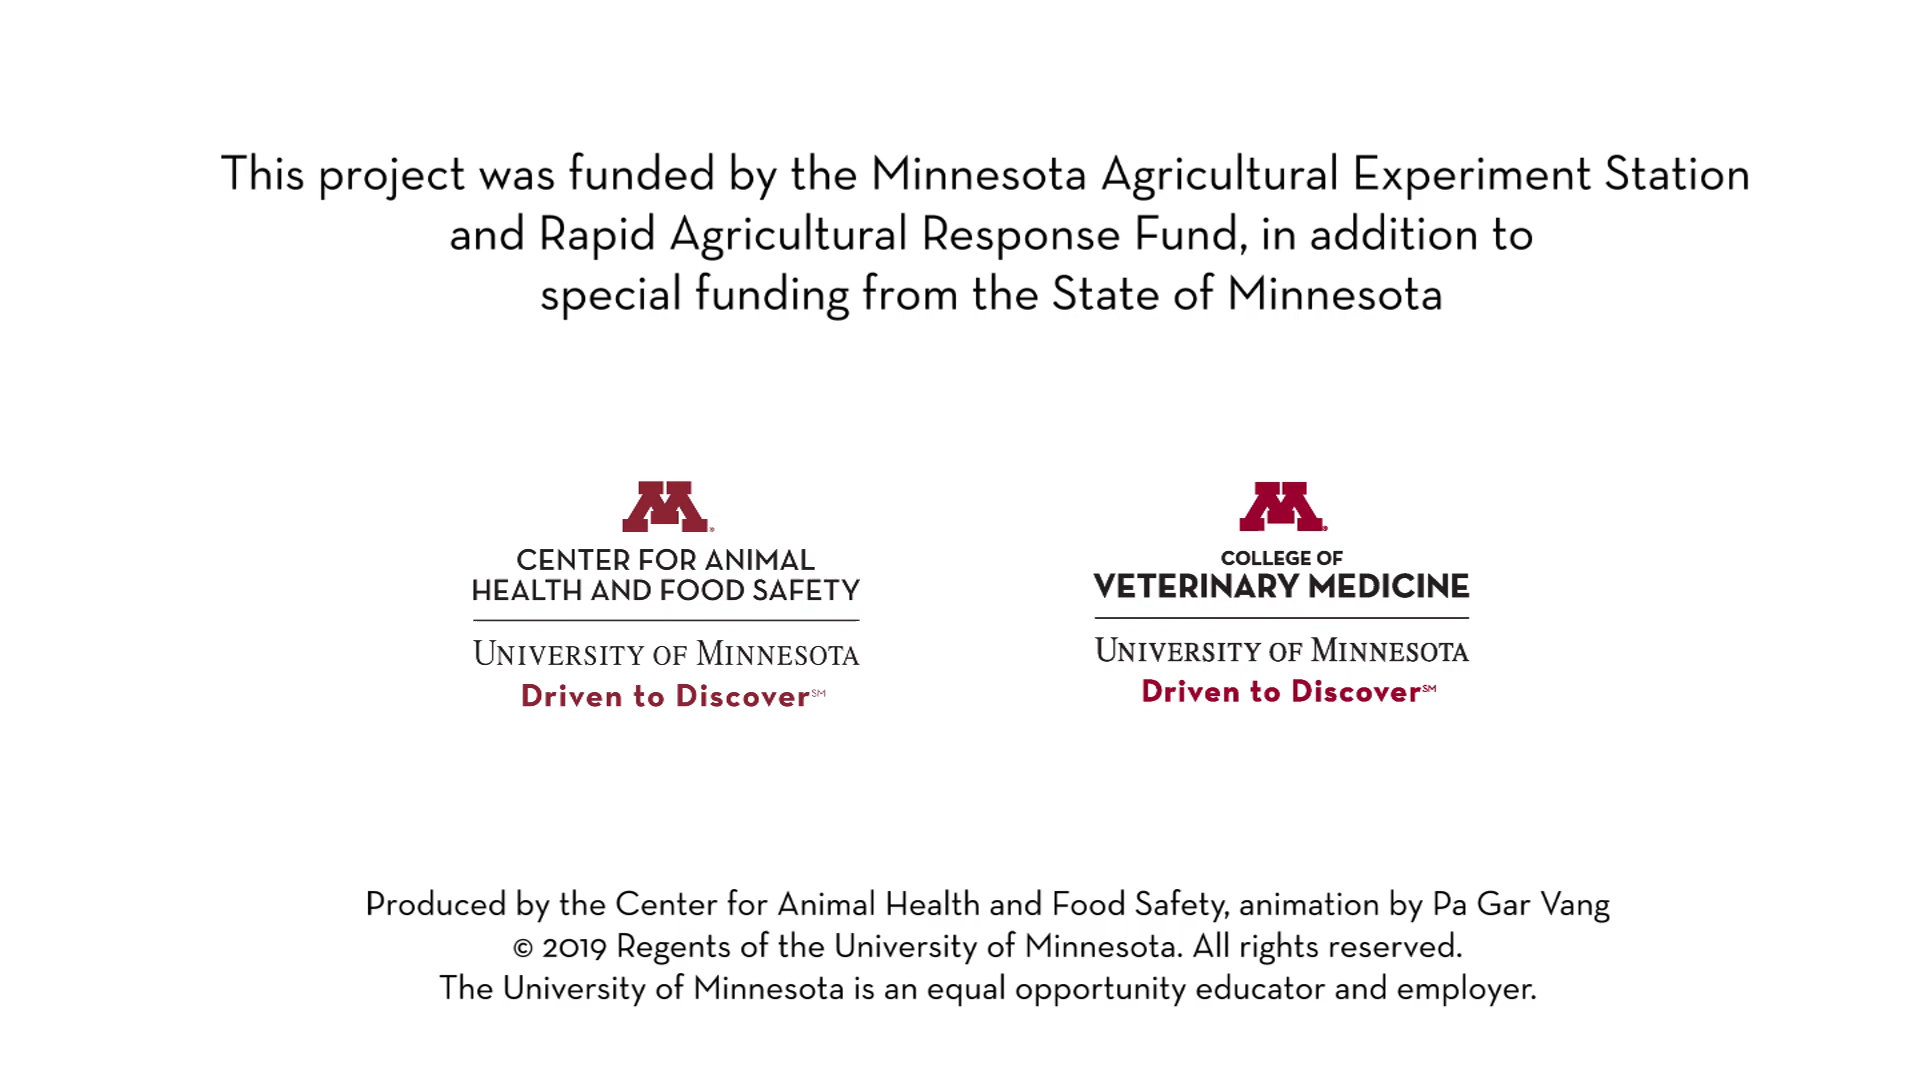 This project was funded by the Minnesota Agricultural Experiment Station
and Rapid Agricultural Response Fund, in addition to
special funding from the State of Minnesota
M®
CENTER FOR ANIMAL
HEALTH AND FOOD SAFETY
UNIVERSITY OF MINNESOTA
Driven to Discover℠
M®
COLLEGE OF
VETERINARY MEDICINE
UNIVERSITY OF MINNESOTA
Driven to Discover℠
Produced by the Center for Animal Health and Food Safety, animation by Pa Gar Vang
© 2019 Regents of the University of Minnesota. All rights reserved.
The University of Minnesota is an equal opportunity educator and employer.